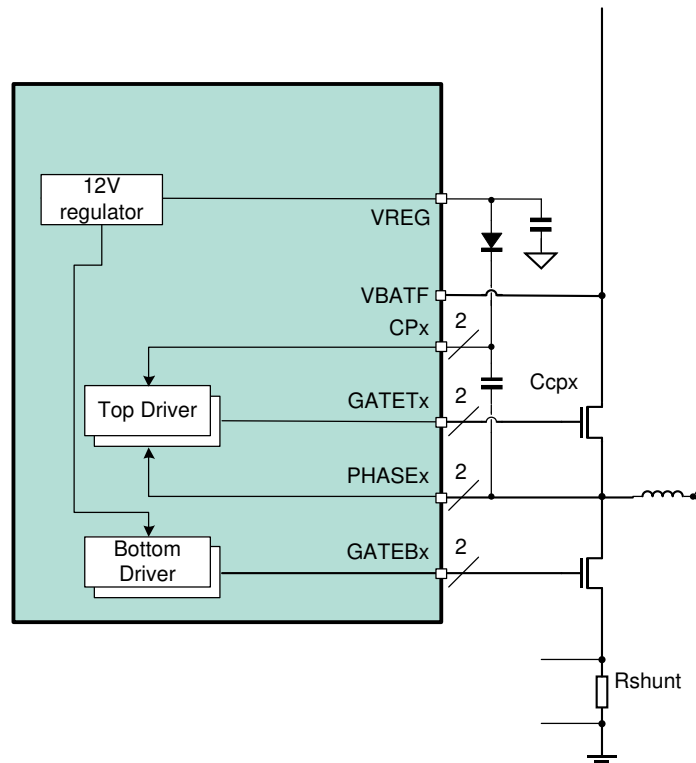 12V
regulator
VREG
VBATF
CPx
2
Ccpx
Top Driver
GATETx
2
PHASEx
2
Bottom
Driver
GATEBx
2
Rshunt